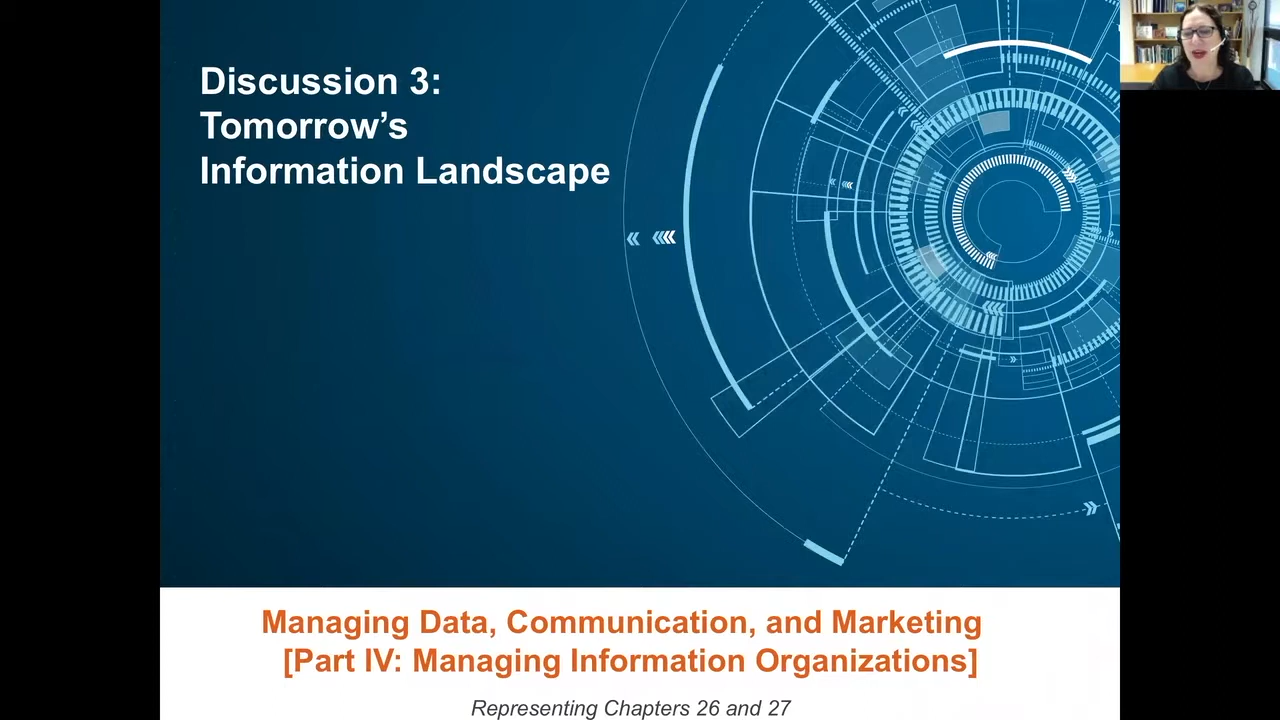 Discussion 3:
Tomorrow’s
Information Landscape
Managing Data, Communication, and Marketing
[Part IV: Managing Information Organizations]
Representing Chapters 26 and 27